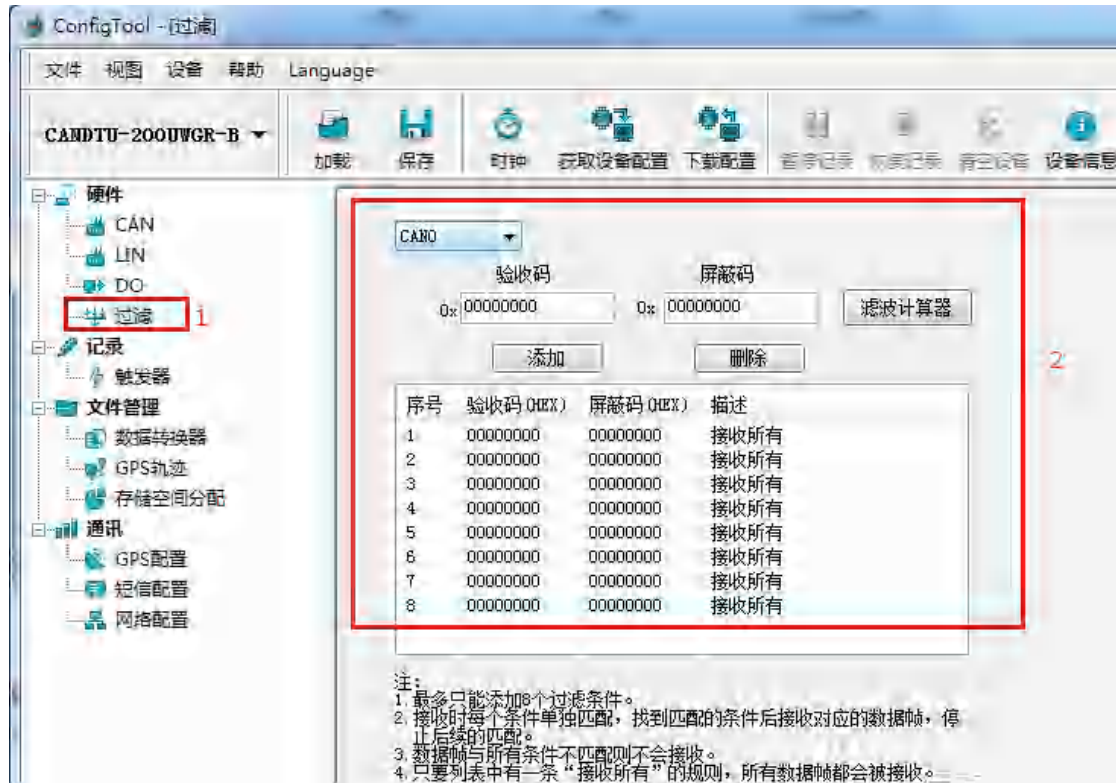 ConfigTool - [过滤]
文件 视图 设备 帮助 Language
CANDTU-200UWGR-B
加载 保存 时钟 获取设备配置 下载配置 暂停记录 恢复记录 清空设备 设备信息
硬件
CAN
LIN
DO
过滤 1
记录
触发器
文件管理
数据转换器
GPS轨迹
存储空间分配
通讯
GPS配置
短信配置
网络配置
CAN0
验收码 屏蔽码
0x 00000000 0x 00000000 滤波计算器
添加 删除
2
序号 验收码(HEX) 屏蔽码(HEX) 描述
1 00000000 00000000 接收所有
2 00000000 00000000 接收所有
3 00000000 00000000 接收所有
4 00000000 00000000 接收所有
5 00000000 00000000 接收所有
6 00000000 00000000 接收所有
7 00000000 00000000 接收所有
8 00000000 00000000 接收所有
注:
1. 最多只能添加8个过滤条件。
2. 接收时每个条件单独匹配，找到匹配的条件后接收对应的数据帧，停
止后续的匹配。
3. 数据帧与所有条件不匹配则不会接收。
4. 只要列表中有一条“接收所有”的规则，所有数据帧都会被接收。